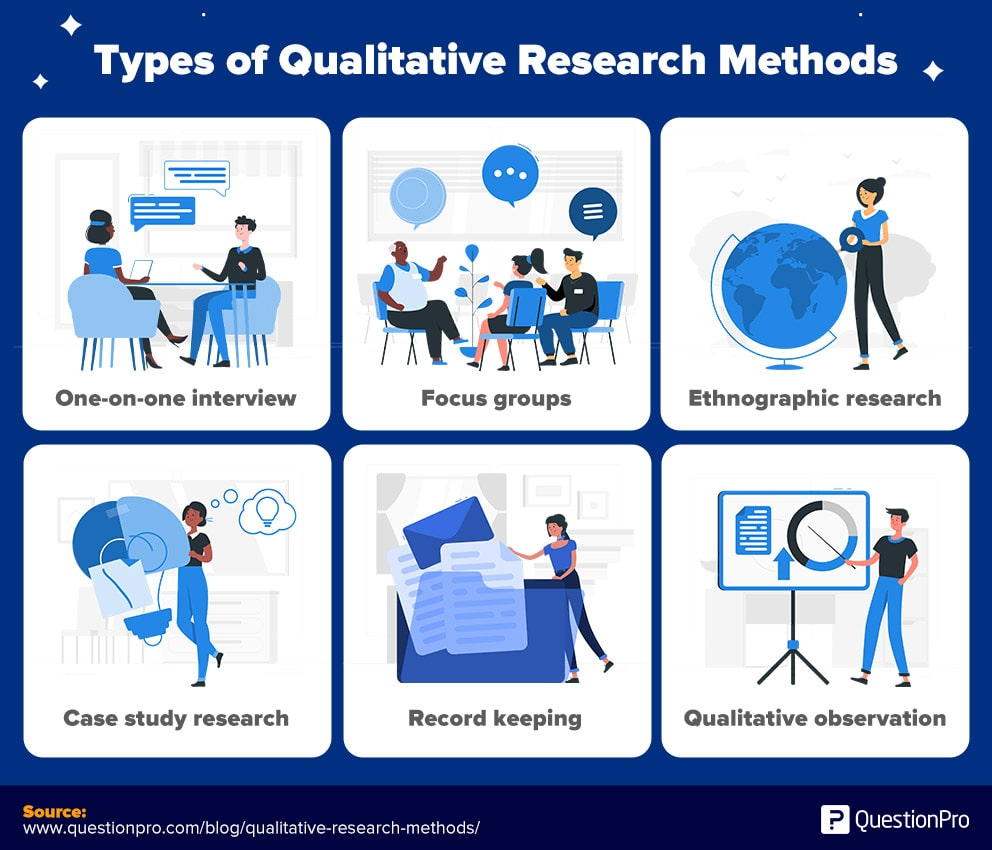 Types of Qualitative Research Methods
One-on-one interview
Focus groups
Ethnographic research
Case study research
Record keeping
Qualitative observation
Source:
www.questionpro.com/blog/qualitative-research-methods/
QuestionPro